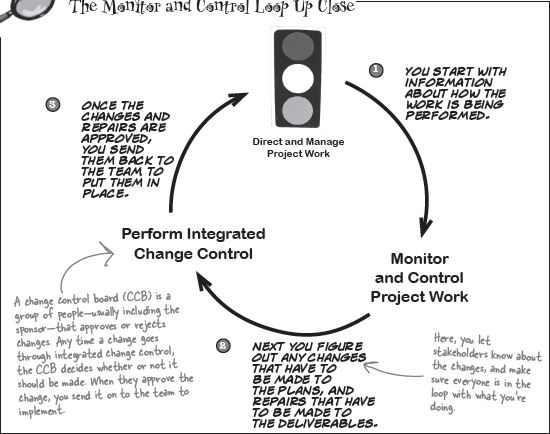 The Monitor and Control Loop Up Close
1
YOU START WITH
INFORMATION
ABOUT HOW THE
WORK IS BEING
PERFORMED.
3
ONCE THE
CHANGES AND
REPAIRS ARE
APPROVED,
YOU SEND
THEM BACK TO
THE TEAM TO
PUT THEM IN
PLACE.
Direct and Manage
Project Work
Perform Integrated
Change Control
Monitor
and Control
Project Work
A change control board (CCB) is a
group of people—usually including the
sponsor—that approves or rejects
changes. Any time a change goes
through integrated change control,
the CCB decides whether or not it
should be made. When they approve the
change, you send it on to the team to
implement.
2
NEXT YOU FIGURE
OUT ANY CHANGES
THAT HAVE TO
BE MADE TO
THE PLANS, AND
REPAIRS THAT HAVE
TO BE MADE TO
THE DELIVERABLES.
Here, you let
stakeholders know about
the changes, and make
sure everyone is in the
loop with what you're
doing.